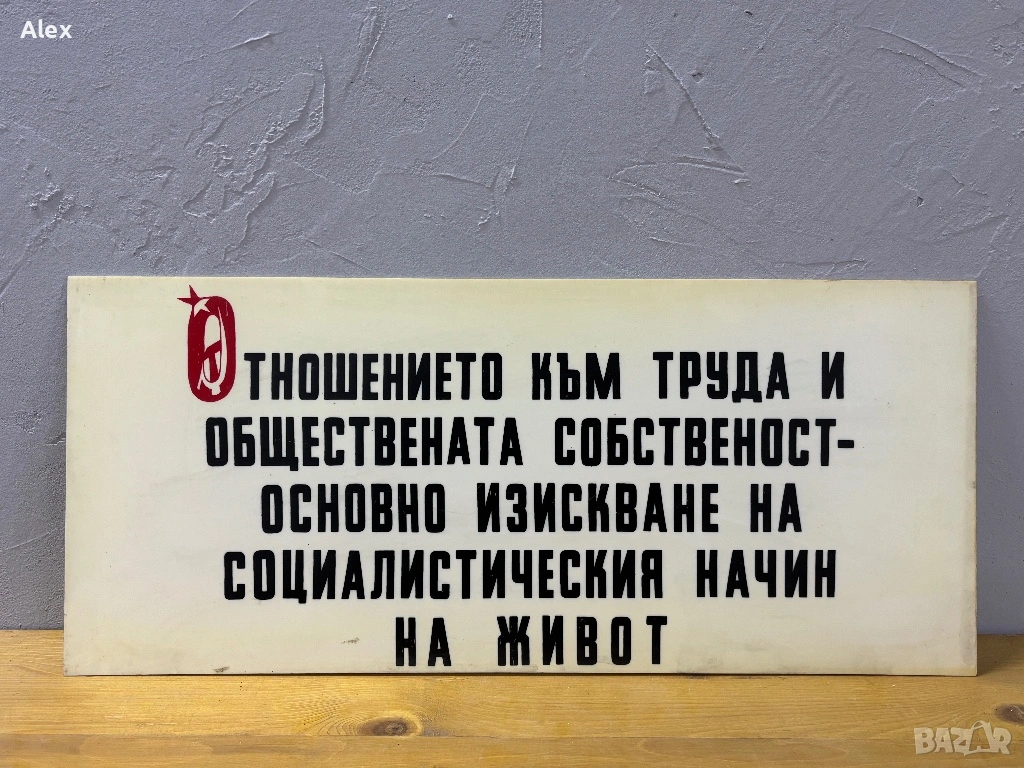 Alex
ОТНОШЕНИЕТО КЪМ ТРУДА И
ОБЩЕСТВЕНАТА СОБСТВЕНОСТ-
ОСНОВНО ИЗИСКВАНЕ НА
СОЦИАЛИСТИЧЕСКИЯ НАЧИН
НА ЖИВОТ
BAZAR